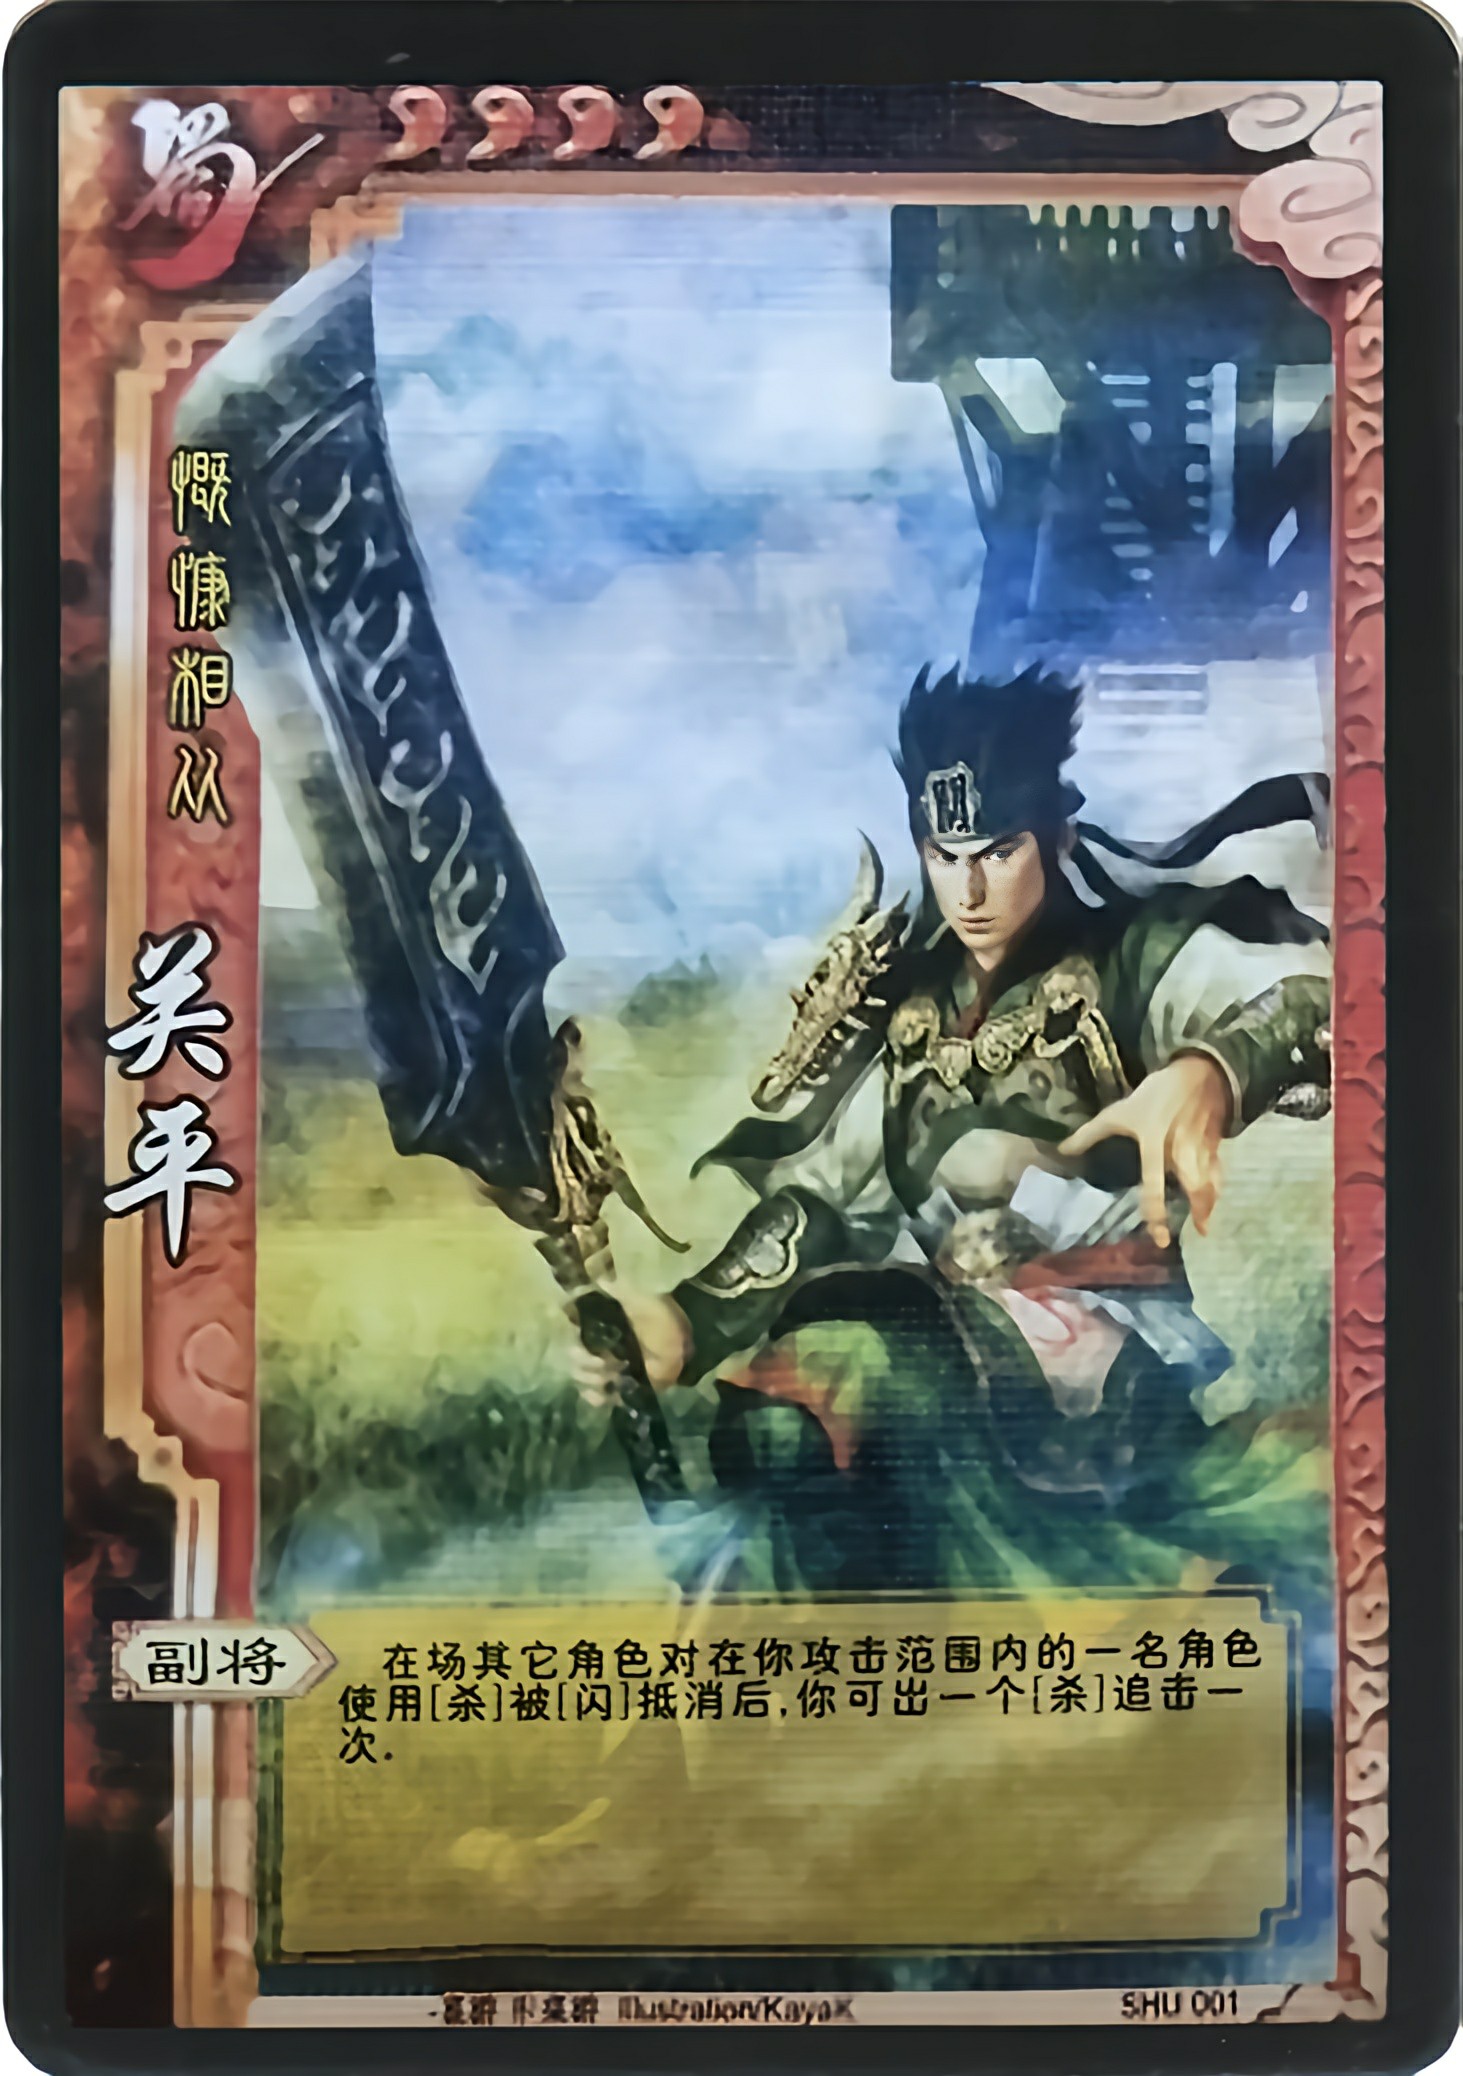 蜀
慨慷相从
关平
副将
在场其它角色对在你攻击范围内的一名角色
使用[杀]被[闪]抵消后,你可出一个[杀]追击一
次.
Illustration/KayaK
SHU 001